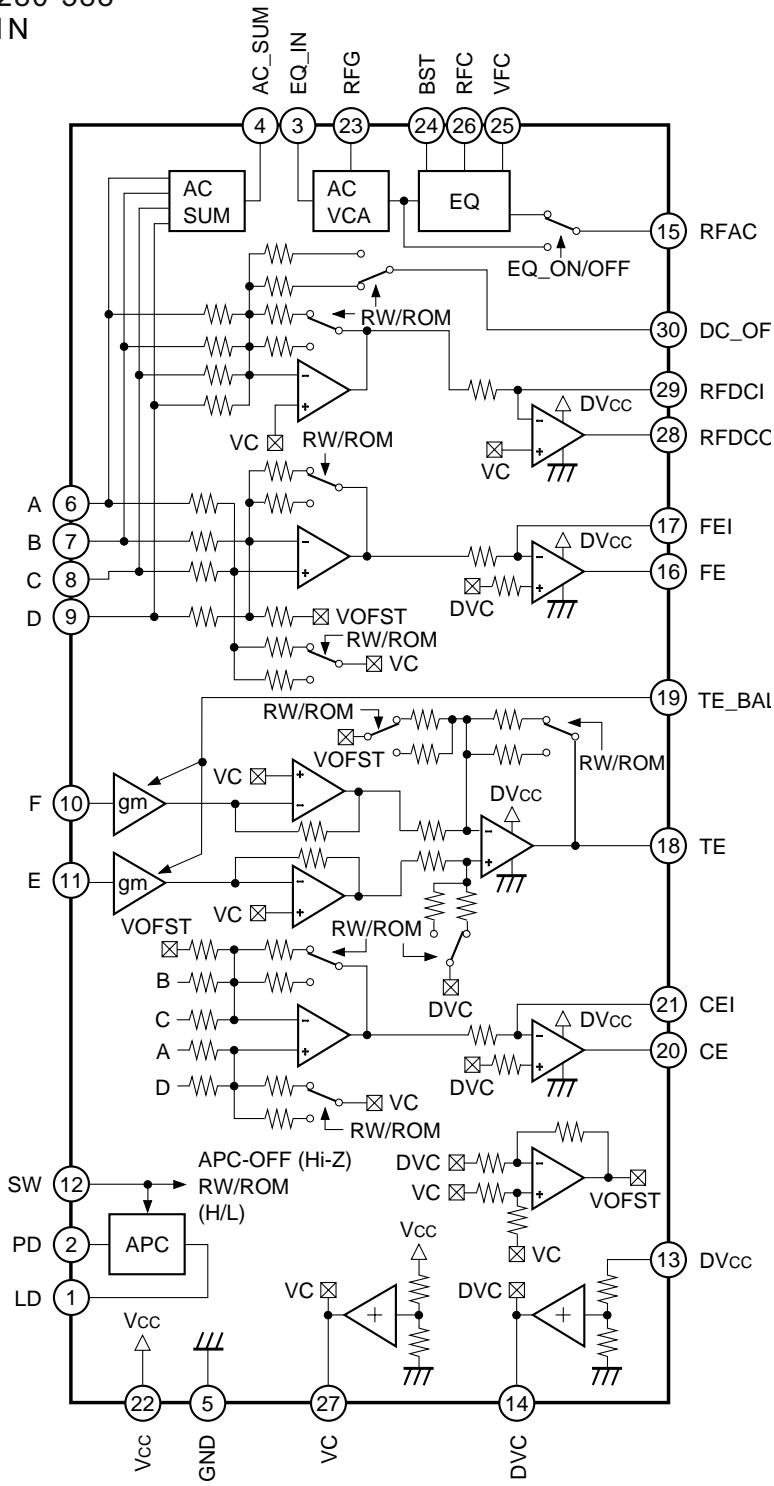 1N
AC_SUM
EQ_IN
RFG
BST
RFC
VFC
4
3
23
24
26
25
AC
SUM
AC
VCA
EQ
15 RFAC
EQ_ON/OFF
RW/ROM
30 DC_OF
29 RFDCI
DVcc
28 RFDCC
VC
VC
RW/ROM
A 6
B 7
C 8
D 9
17 FEI
DVcc
16 FE
DVC
VOFST
RW/ROM
VC
19 TE_BAL
RW/ROM
VOFST
RW/ROM
VC
F 10
gm
DVcc
18 TE
E 11
gm
VC
VOFST
RW/ROM
B
DVC
C
A
D
21 CEI
DVcc
20 CE
DVC
VC
RW/ROM
SW 12
APC-OFF (Hi-Z)
RW/ROM
(H/L)
DVC
VC
VOFST
VC
PD 2
APC
LD 1
Vcc
VC
DVC
13 DVcc
Vcc
22
5
27
14
Vcc
GND
VC
DVC